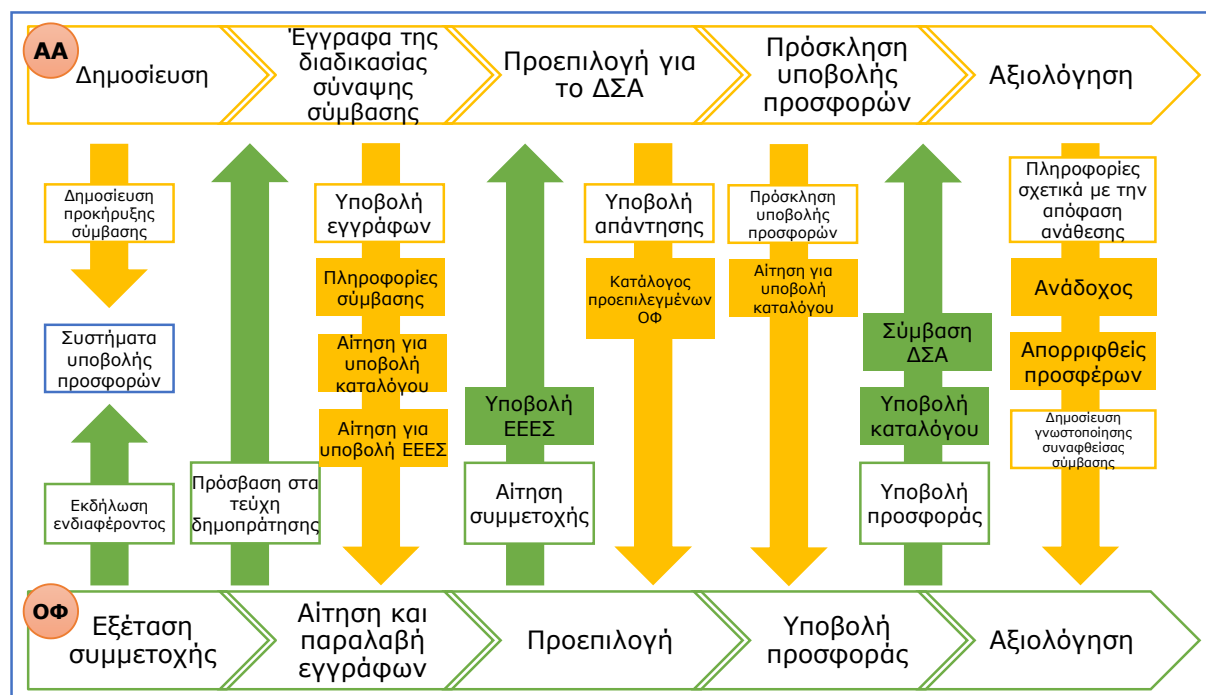 ΑΑ
Δημοσίευση
Έγγραφα της
διαδικασίας
σύναψης
σύμβασης
Προεπιλογή για
το ΔΣΑ
Πρόσκληση
υποβολής
προσφορών
Αξιολόγηση
Δημοσίευση
προκήρυξης
σύμβασης
Συστήματα
υποβολής
προσφορών
Εκδήλωση
ενδιαφέροντος
Πρόσβαση στα
τεύχη
δημοπράτησης
Υποβολή
εγγράφων
Πληροφορίες
σύμβασης
Αίτηση για
υποβολή
καταλόγου
Αίτηση για
υποβολή ΕΕΕΣ
Υποβολή
ΕΕΕΣ
Αίτηση
συμμετοχής
Υποβολή
απάντησης
Κατάλογος
προεπιλεγμένων
ΟΦ
Πρόσκληση
υποβολής
προσφορών
Αίτηση για
υποβολή
καταλόγου
Σύμβαση
ΔΣΑ
Υποβολή
καταλόγου
Υποβολή
προσφοράς
Πληροφορίες
σχετικά με την
απόφαση
ανάθεσης
Ανάδοχος
Απορριφθείς
προσφέρων
Δημοσίευση
γνωστοποίησης
συναφθείσας
σύμβασης
ΟΦ
Εξέταση
συμμετοχής
Αίτηση και
παραλαβή
εγγράφων
Προεπιλογή
Υποβολή
προσφοράς
Αξιολόγηση